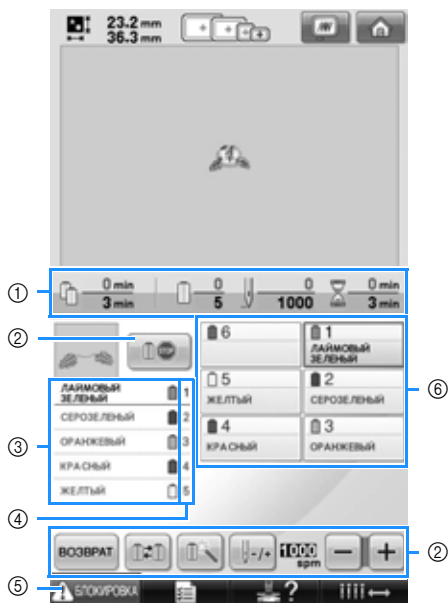 23.2 mm
36.3 mm
①
0 min
3 min
0
5
0
1000
0 min
3 min
②
STOP
ЛАЙМОВЫЙ ЗЕЛЕНЫЙ 1
СЕРОЗЕЛЕНЫЙ 2
ОРАНЖЕВЫЙ 3
КРАСНЫЙ 4
ЖЕЛТЫЙ 5
③
④
6
1
ЛАЙМОВЫЙ
ЗЕЛЕНЫЙ
5
ЖЕЛТЫЙ
2
СЕРОЗЕЛЕНЫЙ
4
КРАСНЫЙ
3
ОРАНЖЕВЫЙ
⑥
ВОЗВРАТ
-/+
1000
spm
− +
②
⑤
БЛОКИРОВКА
?